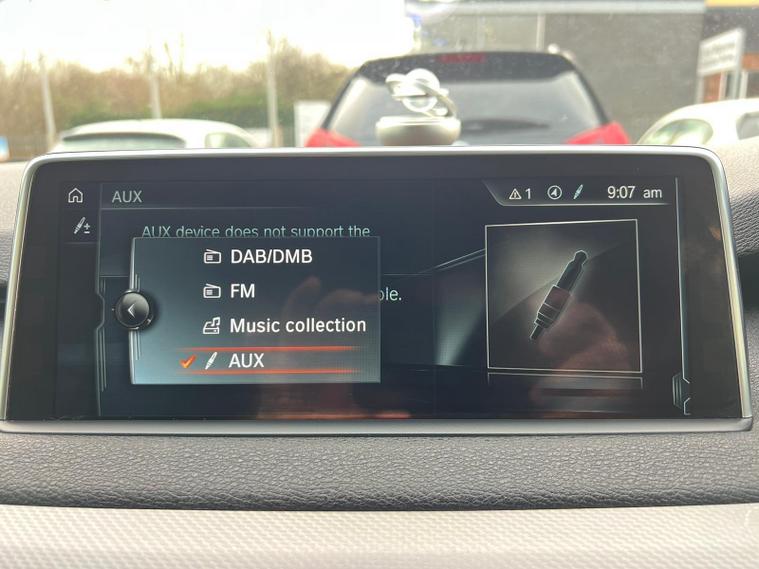 AUX
1
9:07 am
AUX device does not support the
DAB/DMB
FM
ble.
Music collection
AUX